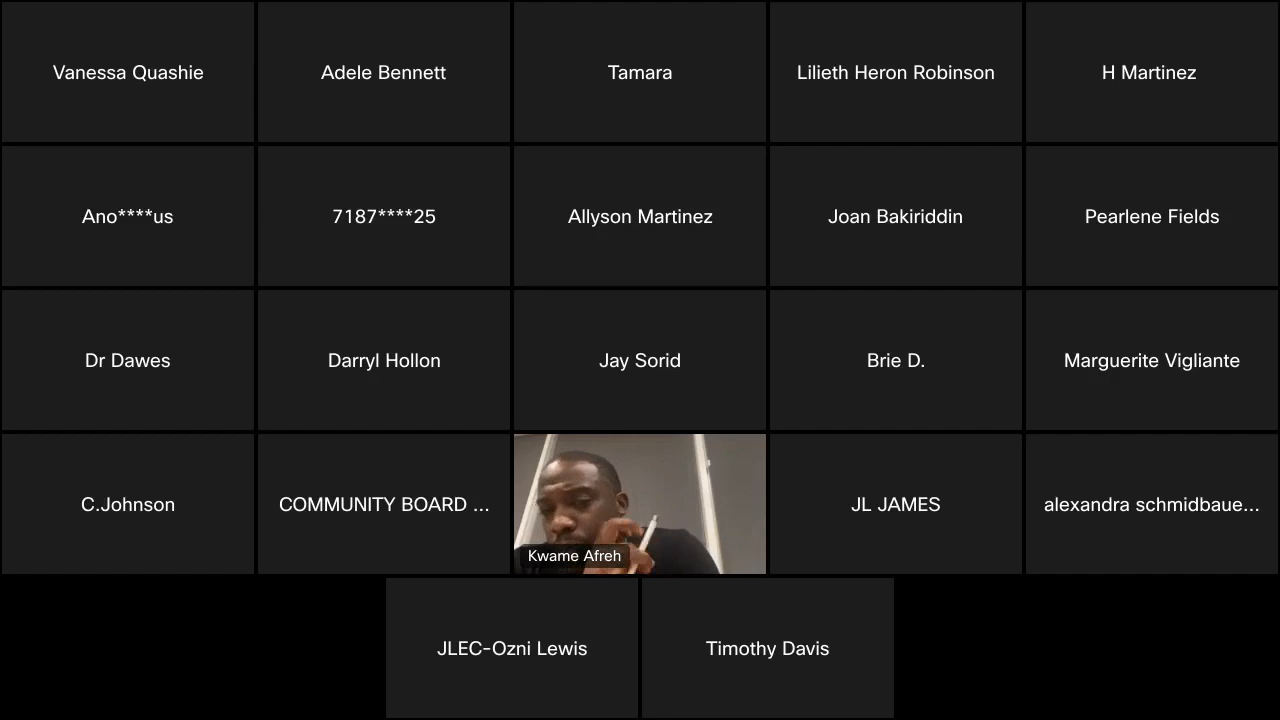 Vanessa Quashie
Adele Bennett
Tamara
Lilieth Heron Robinson
H Martinez
Ano****us
7187****25
Allyson Martinez
Joan Bakiriddin
Pearlene Fields
Dr Dawes
Darryl Hollon
Jay Sorid
Brie D.
Marguerite Vigliante
C.Johnson
COMMUNITY BOARD ...
Kwame Afreh
JL JAMES
alexandra schmidbaue...
JLEC-Ozni Lewis
Timothy Davis